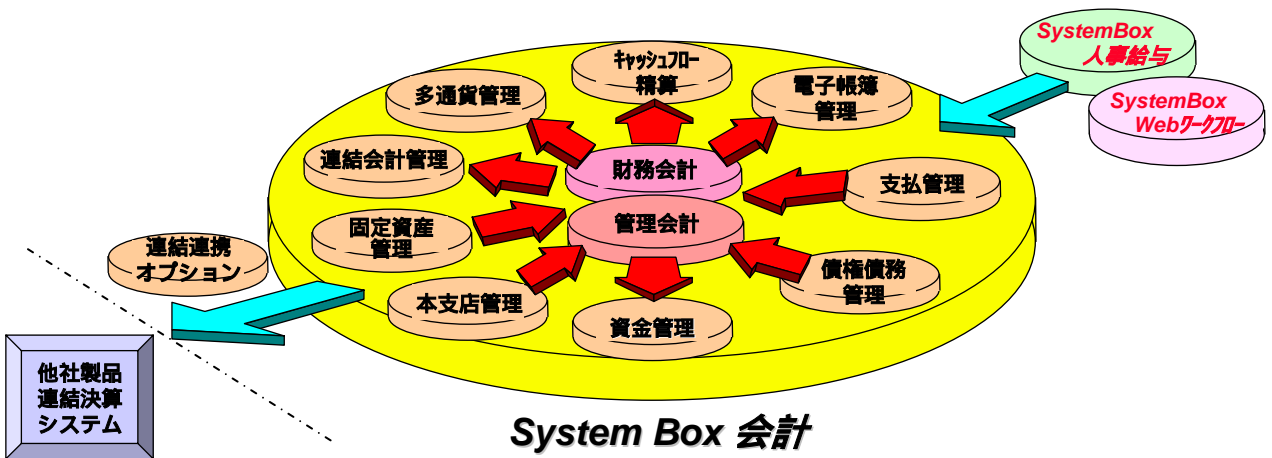 SystemBox
人事給与
SystemBox
Webワークフロー
キャッシュフロー
精算
多通貨管理
電子帳簿
管理
連結会計管理
財務会計
支払管理
固定資産
管理
管理会計
連結連携
オプション
債権債務
管理
本支店管理
資金管理
他社製品
連結決算
システム
System Box 会計